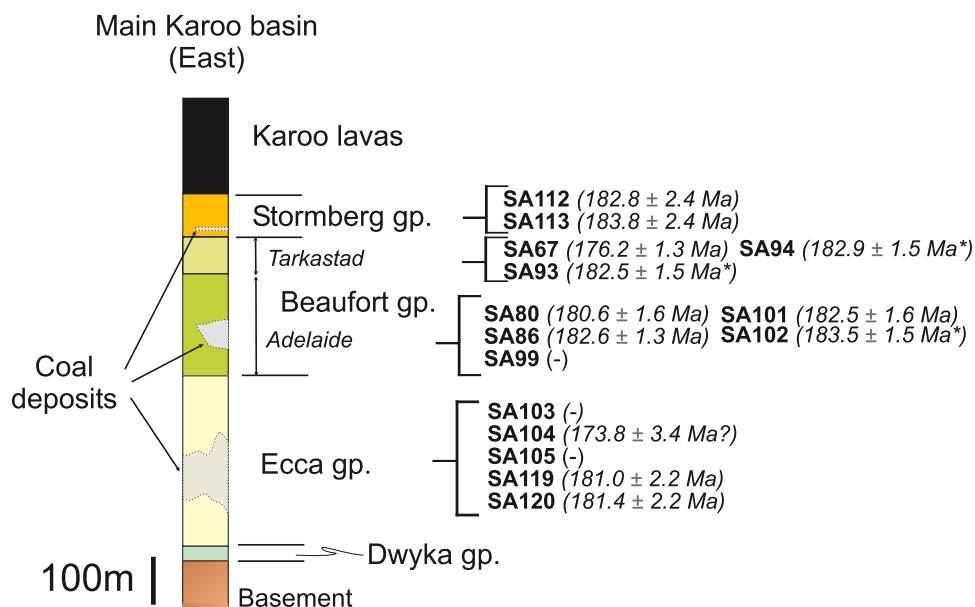 Main Karoo basin
(East)
Karoo lavas
Stormberg gp.
SA112 (182.8 ± 2.4 Ma)
SA113 (183.8 ± 2.4 Ma)
Tarkastad
SA67 (176.2 ± 1.3 Ma) SA94 (182.9 ± 1.5 Ma*)
SA93 (182.5 ± 1.5 Ma*)
Beaufort gp.
Adelaide
SA80 (180.6 ± 1.6 Ma) SA101 (182.5 ± 1.6 Ma)
SA86 (182.6 ± 1.3 Ma) SA102 (183.5 ± 1.5 Ma*)
SA99 (-)
Coal
deposits
Ecca gp.
SA103 (-)
SA104 (173.8 ± 3.4 Ma?)
SA105 (-)
SA119 (181.0 ± 2.2 Ma)
SA120 (181.4 ± 2.2 Ma)
Dwyka gp.
100m
Basement